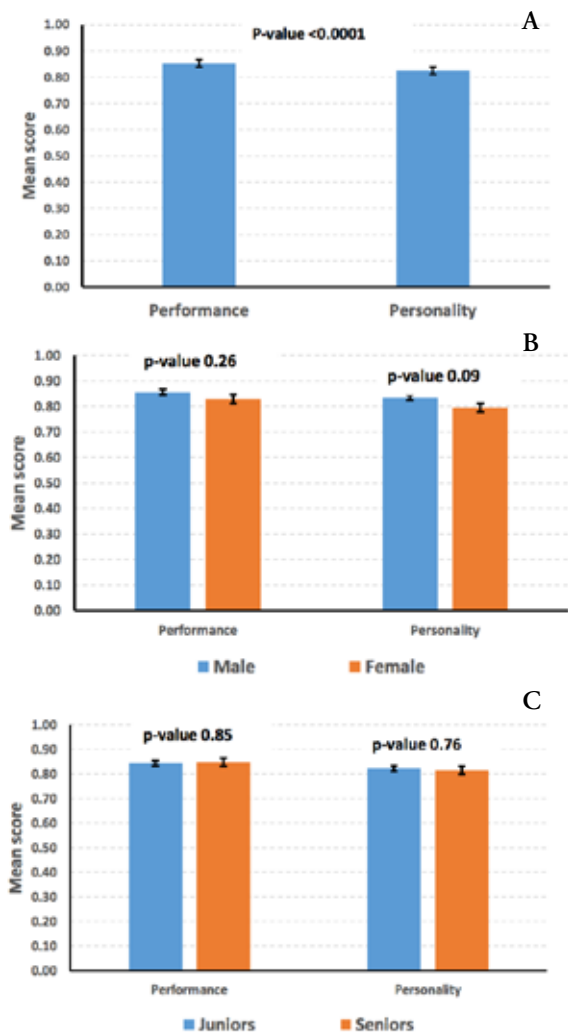 A
P-value <0.0001
1.00
0.90
0.80
0.70
0.60
0.50
0.40
0.30
0.20
0.10
0.00
Mean score
Performance Personality
B
p-value 0.26
p-value 0.09
1.00
0.90
0.80
0.70
0.60
0.50
0.40
0.30
0.20
0.10
0.00
Mean score
Performance Personality
Male Female
C
p-value 0.85
p-value 0.76
1.00
0.90
0.80
0.70
0.60
0.50
0.40
0.30
0.20
0.10
0.00
Mean score
Performance Personality
Juniors Seniors